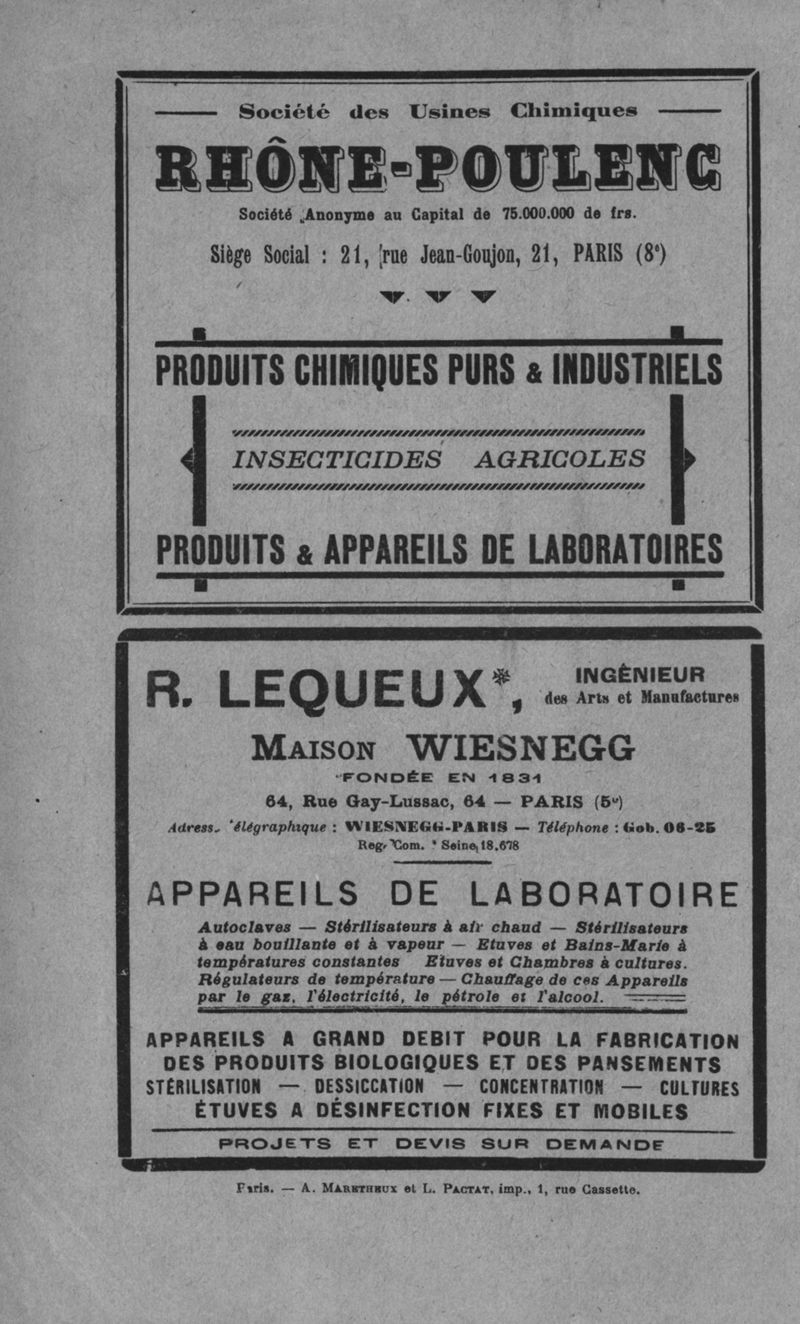 Société des Usines Chimiques
RHÔNE-POULENC
Société Anonyme au Capital de 75.000.000 de frs.
Siège Social : 21, rue Jean-Goujon, 21, PARIS (8e)
PRODUITS CHIMIQUES PURS & INDUSTRIELS
INSECTICIDES AGRICOLES
PRODUITS & APPAREILS DE LABORATOIRES
R. LEQUEUX*, INGÉNIEUR
des Arts et Manufactures
MAISON WIESNEGG
FONDÉE EN 1831
64, Rue Gay-Lussac, 64 — PARIS (5e)
Adress. élégraphique : WIESNEGG-PARIS — Téléphone : Gob. 06-25
Reg. Com. : Seine, 18.678
APPAREILS DE LABORATOIRE
Autoclaves — Stérilisateurs à air chaud — Stérilisateurs
à eau bouillante et à vapeur — Etuves et Bains-Marie à
températures constantes Etuves et Chambres à cultures.
Régulateurs de température — Chauffage de ces Appareils
par le gaz, l'électricité, le pétrole et l'alcool.
APPAREILS A GRAND DEBIT POUR LA FABRICATION
DES PRODUITS BIOLOGIQUES ET DES PANSEMENTS
STÉRILISATION — DESSICCATION — CONCENTRATION — CULTURES
ÉTUVES A DÉSINFECTION FIXES ET MOBILES
PROJETS ET DEVIS SUR DEMANDE
Paris. — A. MARETHEUX et L. PACTAT, imp., 1, rue Cassette.